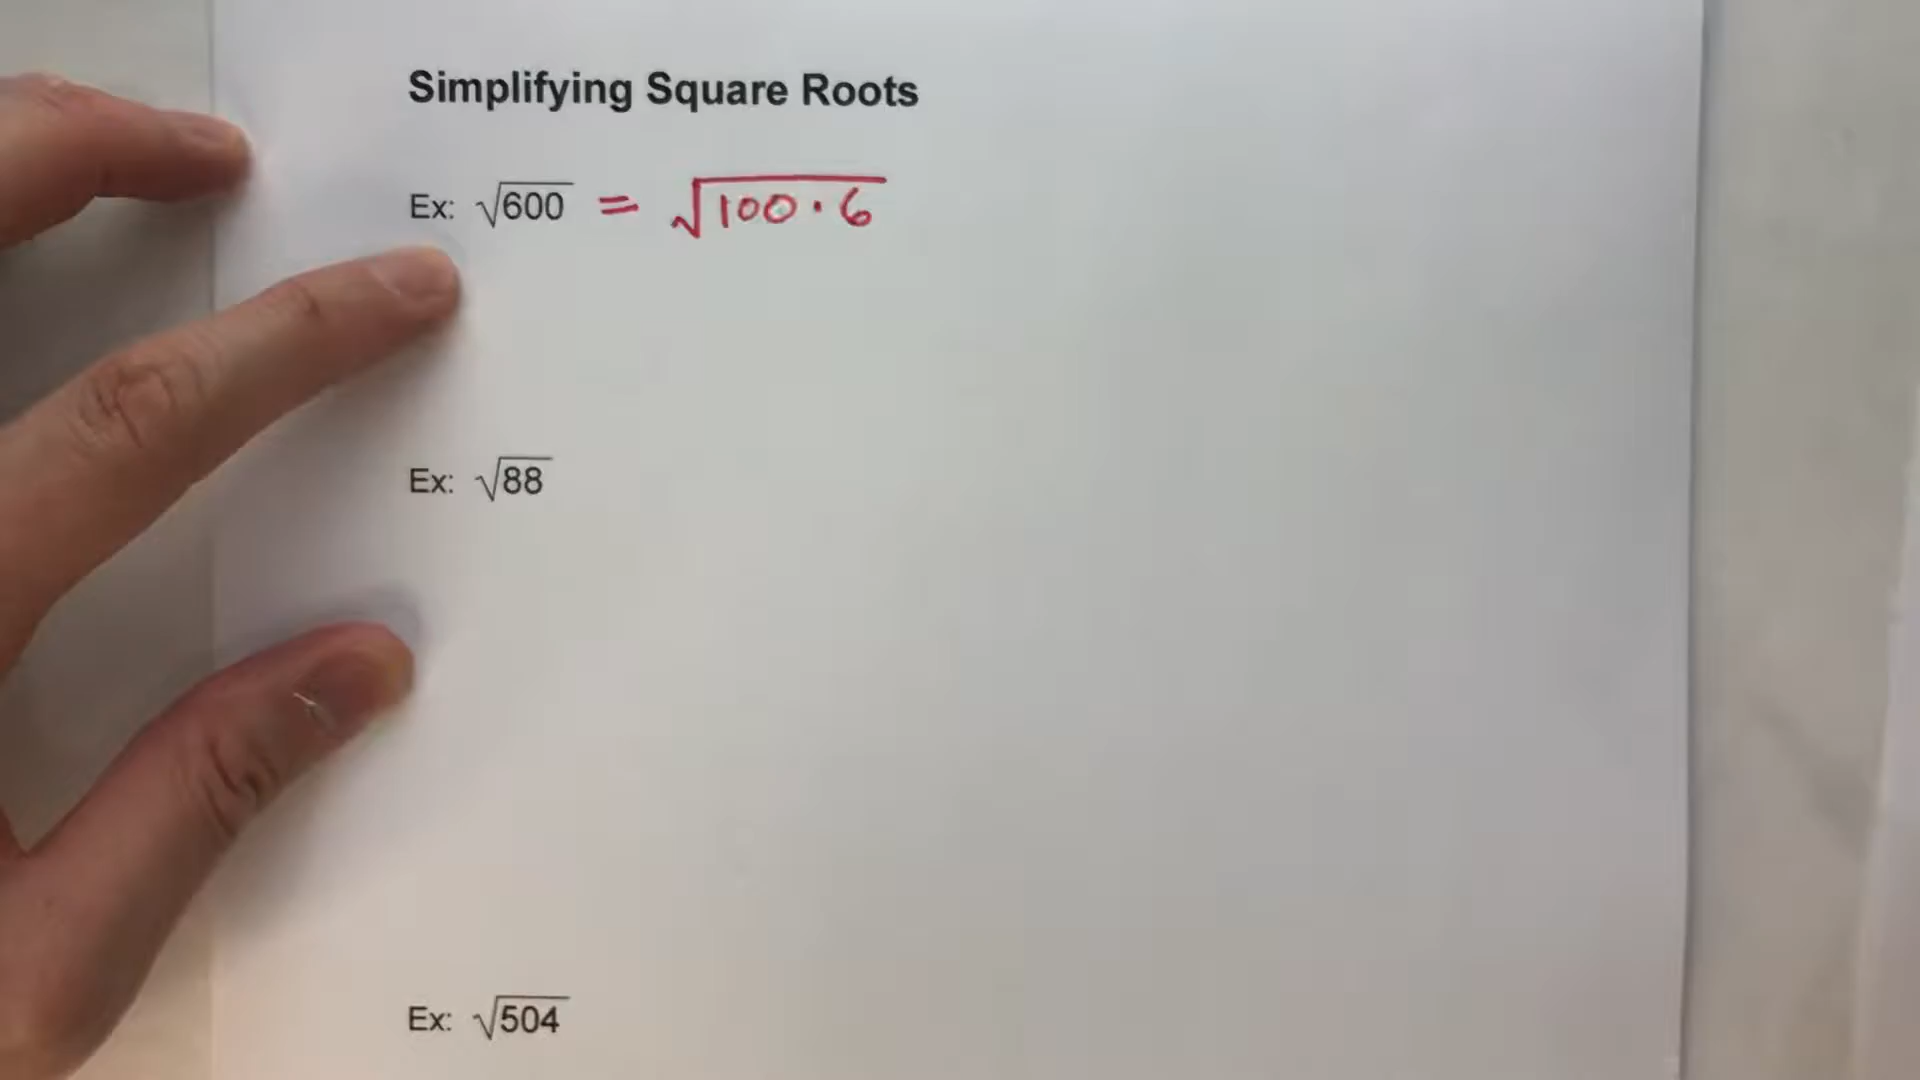 Simplifying Square Roots
Ex: √600 = √100·6
Ex: √88
Ex: √504